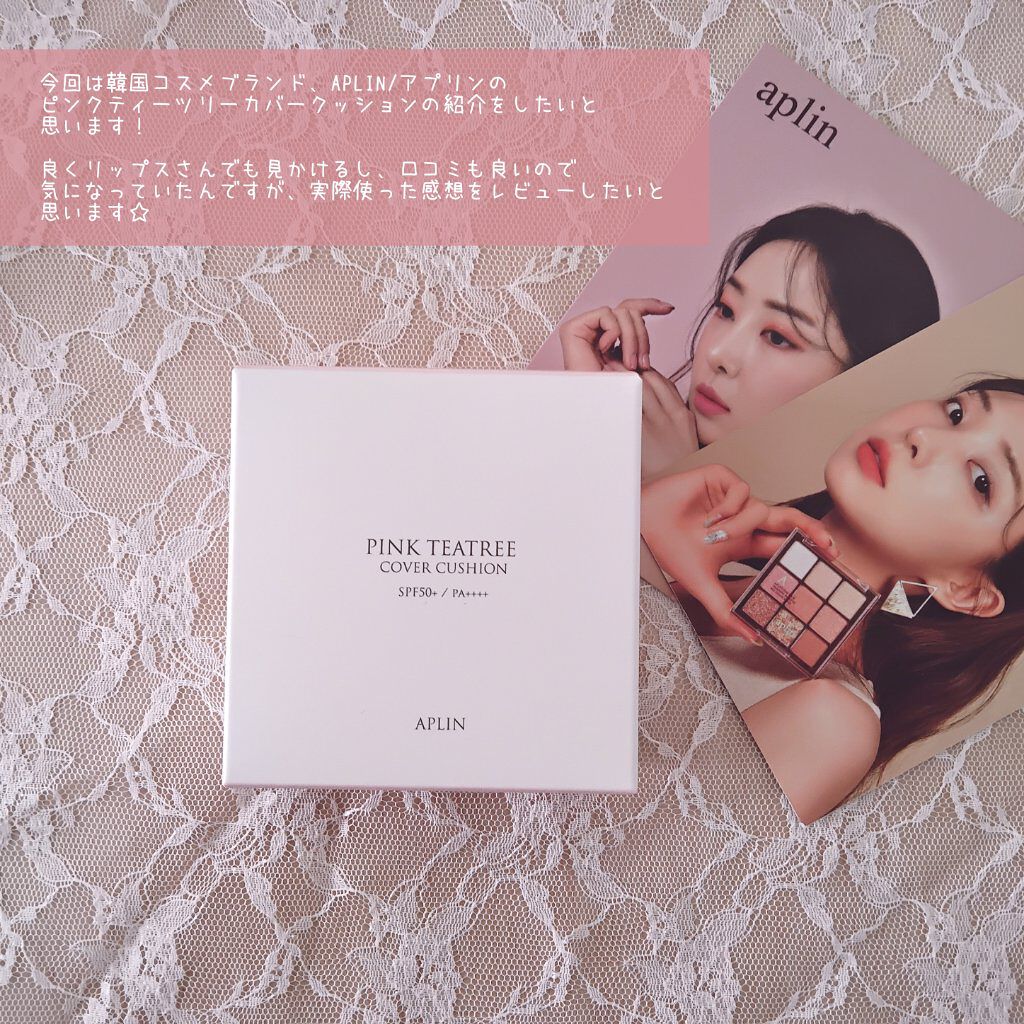 今回は韓国コスメブランド、APLIN/アプリンの
ピンクティーツリーカバークッションの紹介をしたいと
思います！
良くリップスさんでも見かけるし、口コミも良いので
気になっていたんですが、実際使った感想をレビューしたいと
思います☆
aplin
PINK TEATREE
COVER CUSHION
SPF50+ / PA++++
APLIN